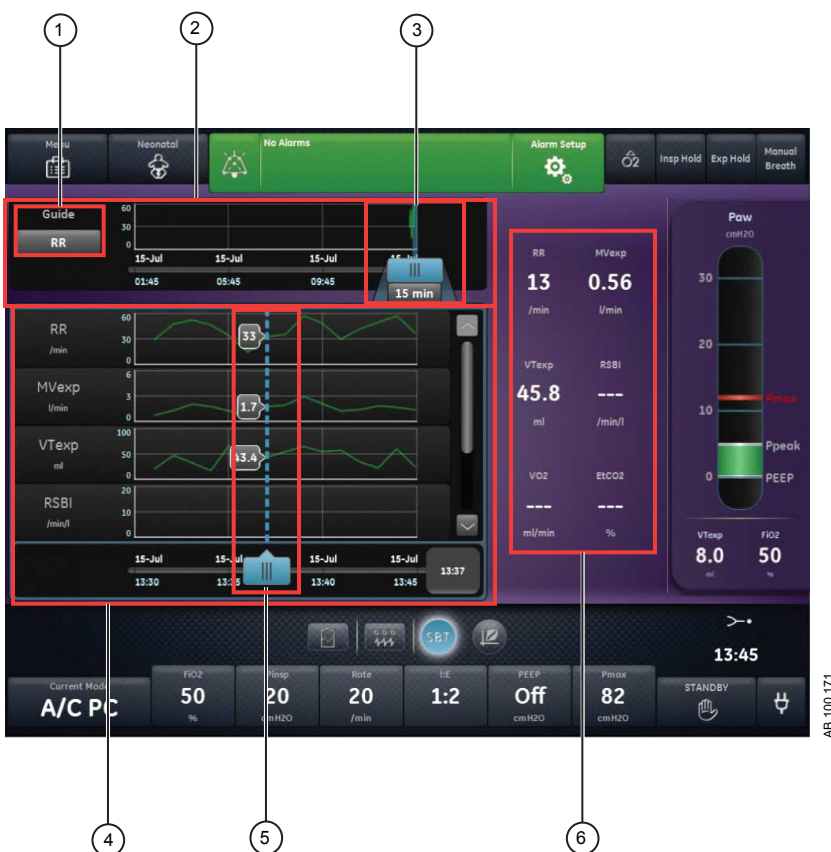 1 2 3
Menu
Neonatal
No Alarms
Alarm Setup
Ô2
Insp Hold
Exp Hold
Manual
Breath
Guide
RR
60
30
0
15-Jul 15-Jul 15-Jul 15-Jul
01:45 05:45 09:45
15 min
RR
/min
60
30
0
33
MVexp
l/min
6
3
0
1.7
VTexp
ml
100
50
0
43.4
RSBI
/min/l
20
10
0
15-Jul 15-Jul 15-Jul 15-Jul
13:30 13:35 13:40 13:45
13:37
RR MVexp
13 0.56
/min l/min
VTexp RSBI
45.8 ---
ml /min/l
VO2 EtCO2
--- ---
ml/min %
Paw
cmH2O
30
20
Pmax
10
Ppeak
0 PEEP
VTexp FiO2
8.0 50
ml %
SBT
13:45
Current Mode
A/C PC
FiO2
50
%
Pinsp
20
cmH2O
Rate
20
/min
I:E
1:2
PEEP
Off
cmH2O
Pmax
82
cmH2O
STANDBY
AB.100.171
4 5 6